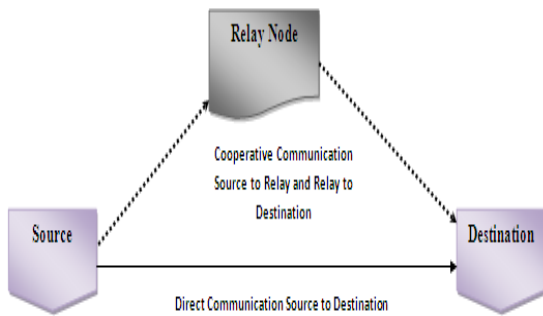 Relay Node
Cooperative Communication
Source to Relay and Relay to
Destination
Source
Destination
Direct Communication Source to Destination